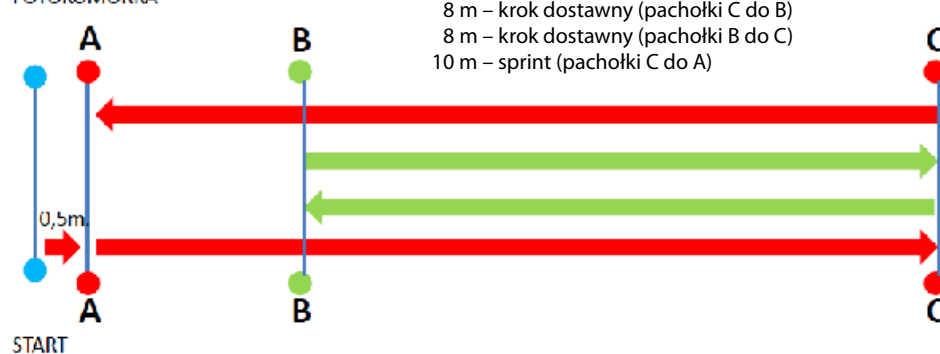 8 m – krok dostawny (pachołki C do B)
A
B
8 m – krok dostawny (pachołki B do C)
C
10 m – sprint (pachołki C do A)
0,5m.
A
B
C
START